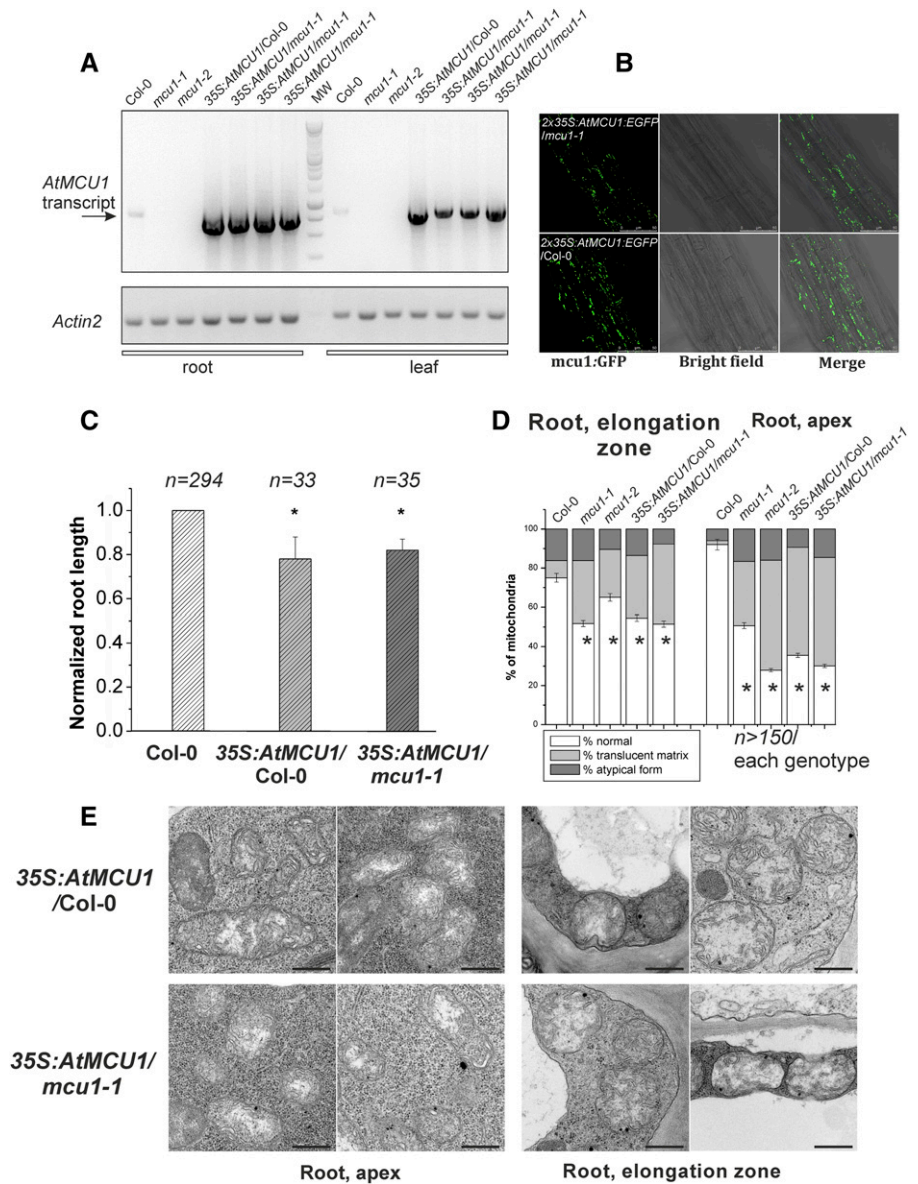 A
Col-0
mcu1-1
mcu1-2
35S:AtMCU1/Col-0
35S:AtMCU1/mcu1-1
35S:AtMCU1/mcu1-1
35S:AtMCU1/mcu1-1
MW
Col-0
mcu1-1
mcu1-2
35S:AtMCU1/Col-0
35S:AtMCU1/mcu1-1
35S:AtMCU1/mcu1-1
35S:AtMCU1/mcu1-1
AtMCU1
transcript
Actin2
root
leaf
B
2x35S:AtMCU1:EGFP
/mcu1-1
2x35S:AtMCU1:EGFP
/Col-0
mcu1:GFP
Bright field
Merge
C
n=294
n=33
n=35
*
*
Normalized root length
1.0
0.8
0.6
0.4
0.2
0.0
Col-0
35S:AtMCU1/
Col-0
35S:AtMCU1/
mcu1-1
D
Root, elongation
zone
Root, apex
Col-0
mcu1-1
mcu1-2
35S:AtMCU1/Col-0
35S:AtMCU1/mcu1-1
Col-0
mcu1-1
mcu1-2
35S:AtMCU1/Col-0
35S:AtMCU1/mcu1-1
% of mitochondria
100
80
60
40
20
0
* * * *
* * * *
% normal
% translucent matrix
% atypical form
n>150/
each genotype
E
35S:AtMCU1
/Col-0
35S:AtMCU1/
mcu1-1
Root, apex
Root, elongation zone